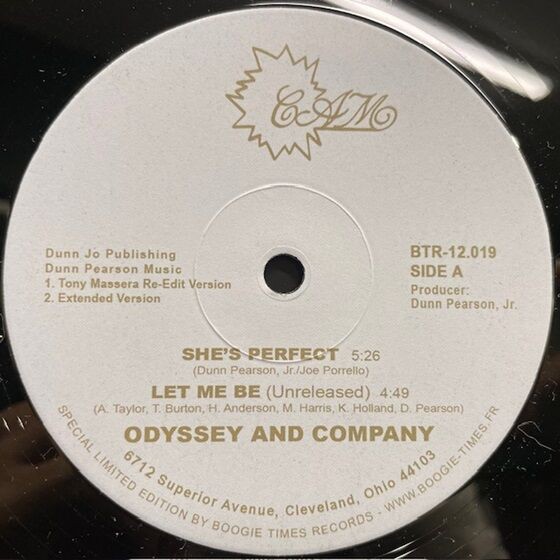 CAM
Dunn Jo Publishing
Dunn Pearson Music
1. Tony Massera Re-Edit Version
2. Extended Version
BTR-12.019
SIDE A
Producer:
Dunn Pearson, Jr.
SHE'S PERFECT 5:26
(Dunn Pearson, Jr./Joe Porrello)
LET ME BE (Unreleased) 4:49
(A. Taylor, T. Burton, H. Anderson, M. Harris, K. Holland, D. Pearson)
ODYSSEY AND COMPANY
6712 Superior Avenue, Cleveland, Ohio 44103
SPECIAL LIMITED EDITION BY BOOGIE TIMES RECORDS - WWW.BOOGIE-TIMES.FR